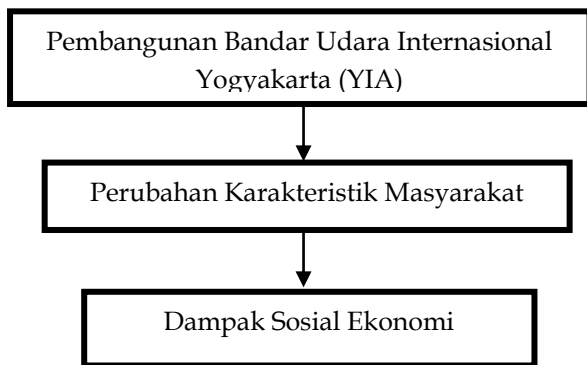 Pembangunan Bandar Udara Internasional
Yogyakarta (YIA)
Perubahan Karakteristik Masyarakat
Dampak Sosial Ekonomi